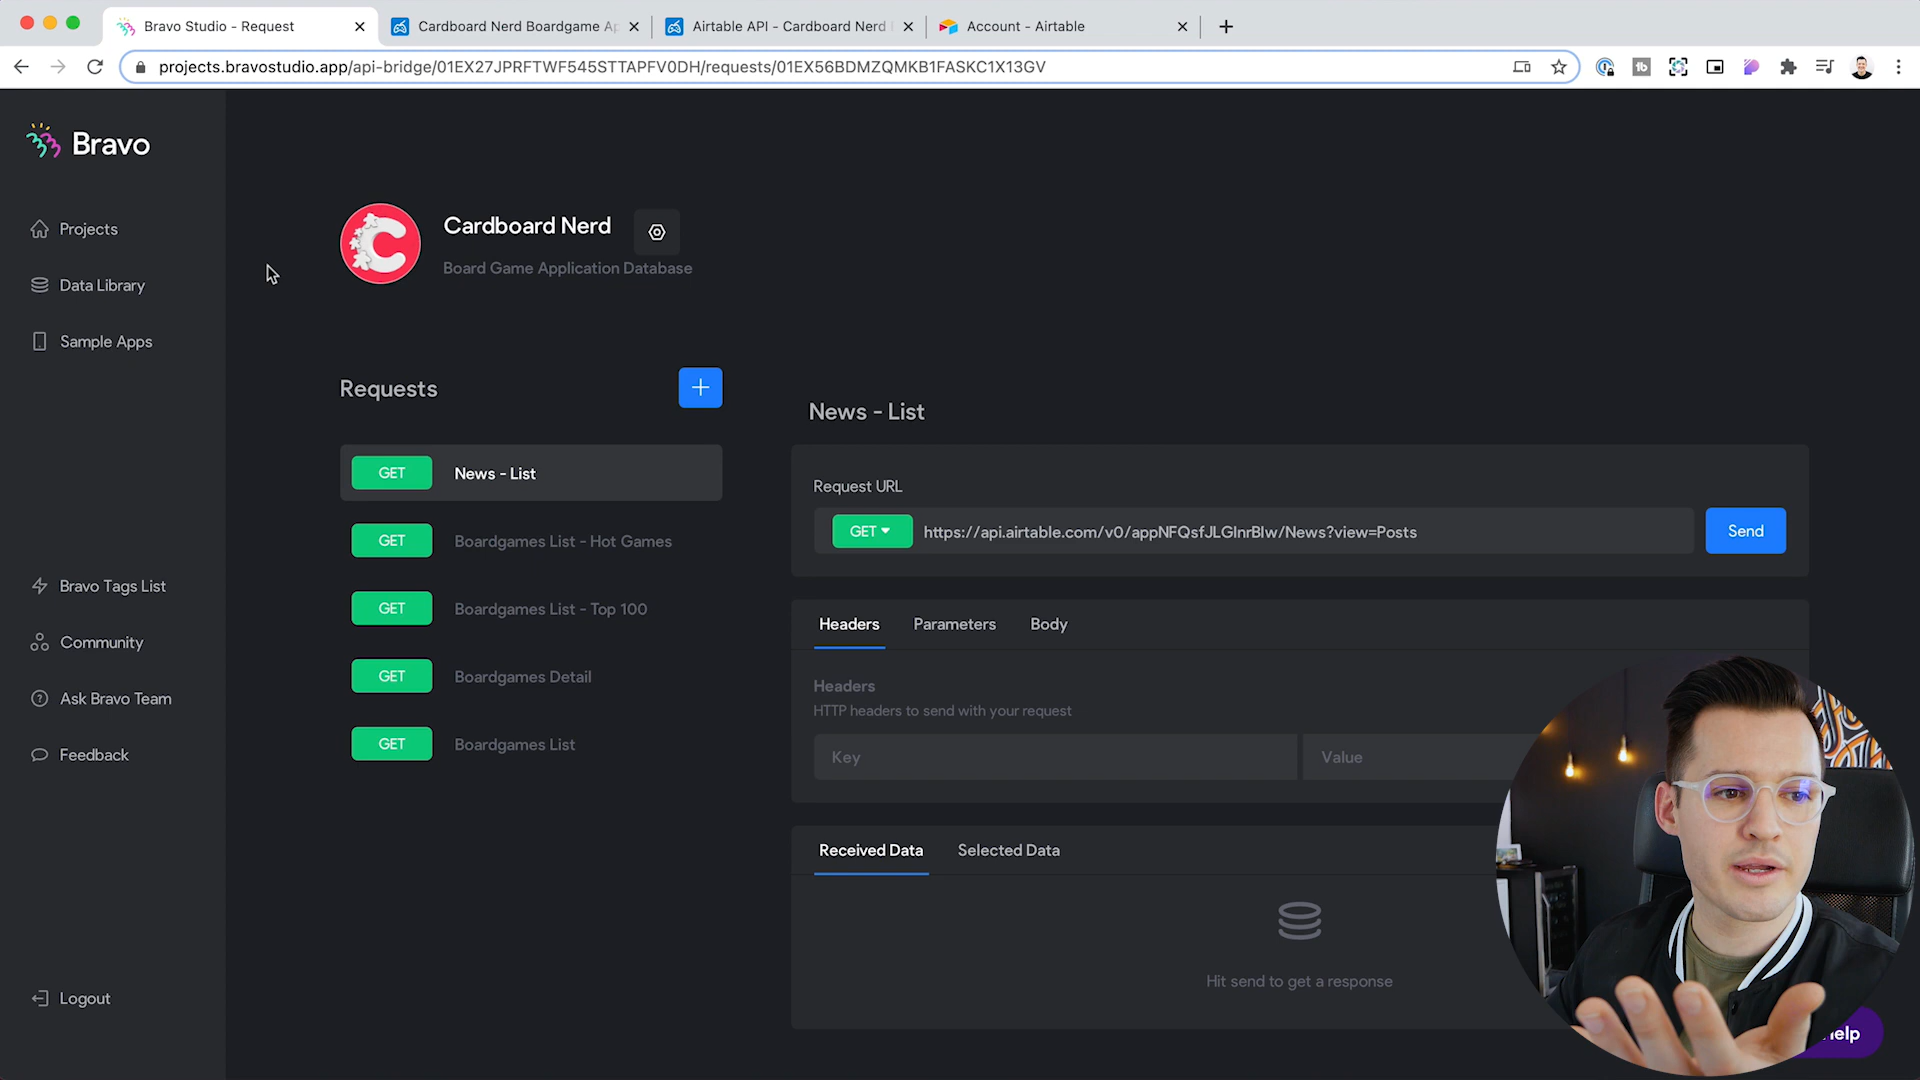 Bravo Studio - Request
Cardboard Nerd Boardgame Ap
Airtable API - Cardboard Nerd
Account - Airtable
projects.bravostudio.app/api-bridge/01EX27JPRFTWF545STTAPFV0DH/requests/01EX56BDMZQMKB1FASKC1X13GV
Bravo
Projects
Data Library
Sample Apps
Bravo Tags List
Community
Ask Bravo Team
Feedback
Logout
Cardboard Nerd
Board Game Application Database
Requests
GET News - List
GET Boardgames List - Hot Games
GET Boardgames List - Top 100
GET Boardgames Detail
GET Boardgames List
News - List
Request URL
GET https://api.airtable.com/v0/appNFQsfJLGInrBIw/News?view=Posts Send
Headers Parameters Body
Headers
HTTP headers to send with your request
Key Value
Received Data Selected Data
Hit send to get a response